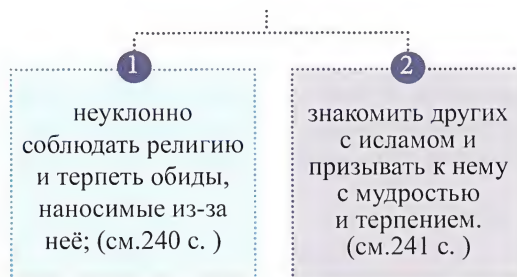 1
неуклонно
соблюдать религию
и терпеть обиды,
наносимые из-за
неё; (см.240 с. )
2
знакомить других
с исламом и
призывать к нему
с мудростью
и терпением.
(см.241 с. )